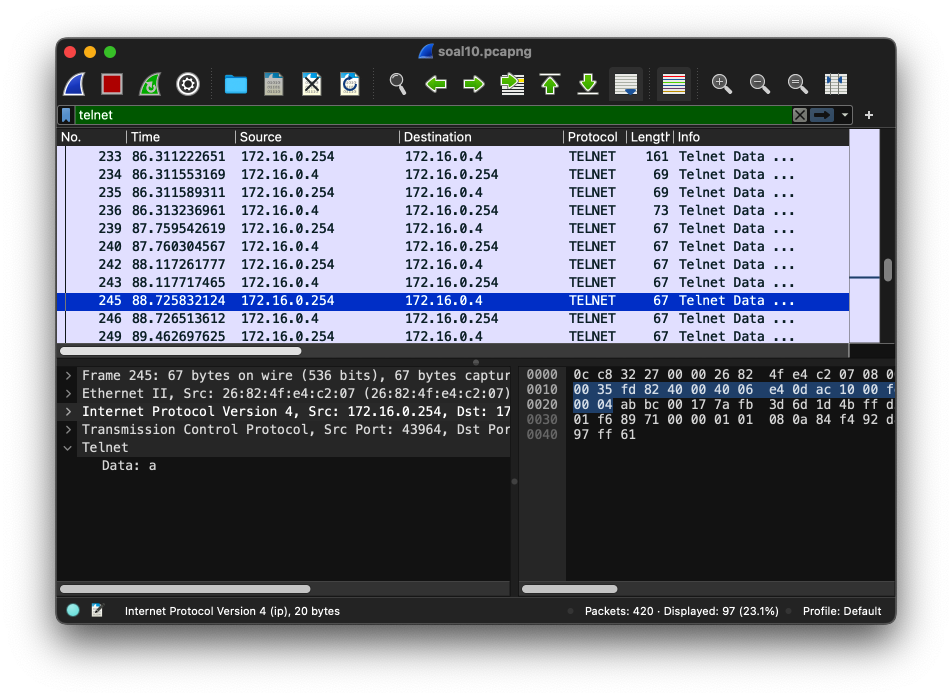 soal10.pcapng
telnet
No. Time Source Destination Protocol Length Info
233 86.311222651 172.16.0.254 172.16.0.4 TELNET 161 Telnet Data ...
234 86.311553169 172.16.0.4 172.16.0.254 TELNET 69 Telnet Data ...
235 86.311589311 172.16.0.254 172.16.0.4 TELNET 69 Telnet Data ...
236 86.313236961 172.16.0.4 172.16.0.254 TELNET 73 Telnet Data ...
239 87.759542619 172.16.0.254 172.16.0.4 TELNET 67 Telnet Data ...
240 87.760304567 172.16.0.4 172.16.0.254 TELNET 67 Telnet Data ...
242 88.117261777 172.16.0.254 172.16.0.4 TELNET 67 Telnet Data ...
243 88.117717465 172.16.0.4 172.16.0.254 TELNET 67 Telnet Data ...
245 88.725832124 172.16.0.254 172.16.0.4 TELNET 67 Telnet Data ...
246 88.726513612 172.16.0.4 172.16.0.254 TELNET 67 Telnet Data ...
249 89.462697625 172.16.0.254 172.16.0.4 TELNET 67 Telnet Data ...
Frame 245: 67 bytes on wire (536 bits), 67 bytes captur
Ethernet II, Src: 26:82:4f:e4:c2:07 (26:82:4f:e4:c2:07)
Internet Protocol Version 4, Src: 172.16.0.254, Dst: 17
Transmission Control Protocol, Src Port: 43964, Dst Por
Telnet
Data: a
0000 0c c8 32 27 00 00 26 82 4f e4 c2 07 08 0
0010 00 35 fd 82 40 00 40 06 e4 0d ac 10 00 f
0020 00 04 ab bc 00 17 7a fb 3d 6d 1d 4b ff d
0030 01 f6 89 71 00 00 01 01 08 0a 84 f4 92 d
0040 97 ff 61
Internet Protocol Version 4 (ip), 20 bytes
Packets: 420 · Displayed: 97 (23.1%)
Profile: Default